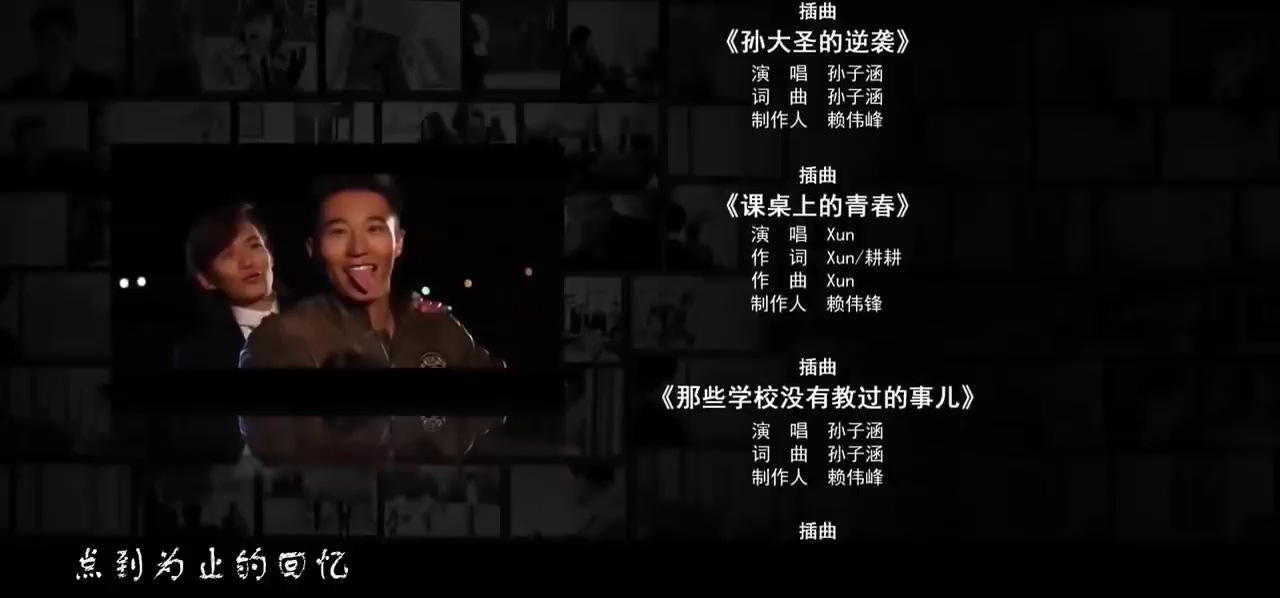 插曲
《孙大圣的逆袭》
演 唱 孙子涵
词 曲 孙子涵
制作人 赖伟峰
插曲
《课桌上的青春》
演 唱 Xun
作 词 Xun/耕耕
作 曲 Xun
制作人 赖伟锋
插曲
《那些学校没有教过的事儿》
演 唱 孙子涵
词 曲 孙子涵
制作人 赖伟峰
插曲
点到为止的回忆